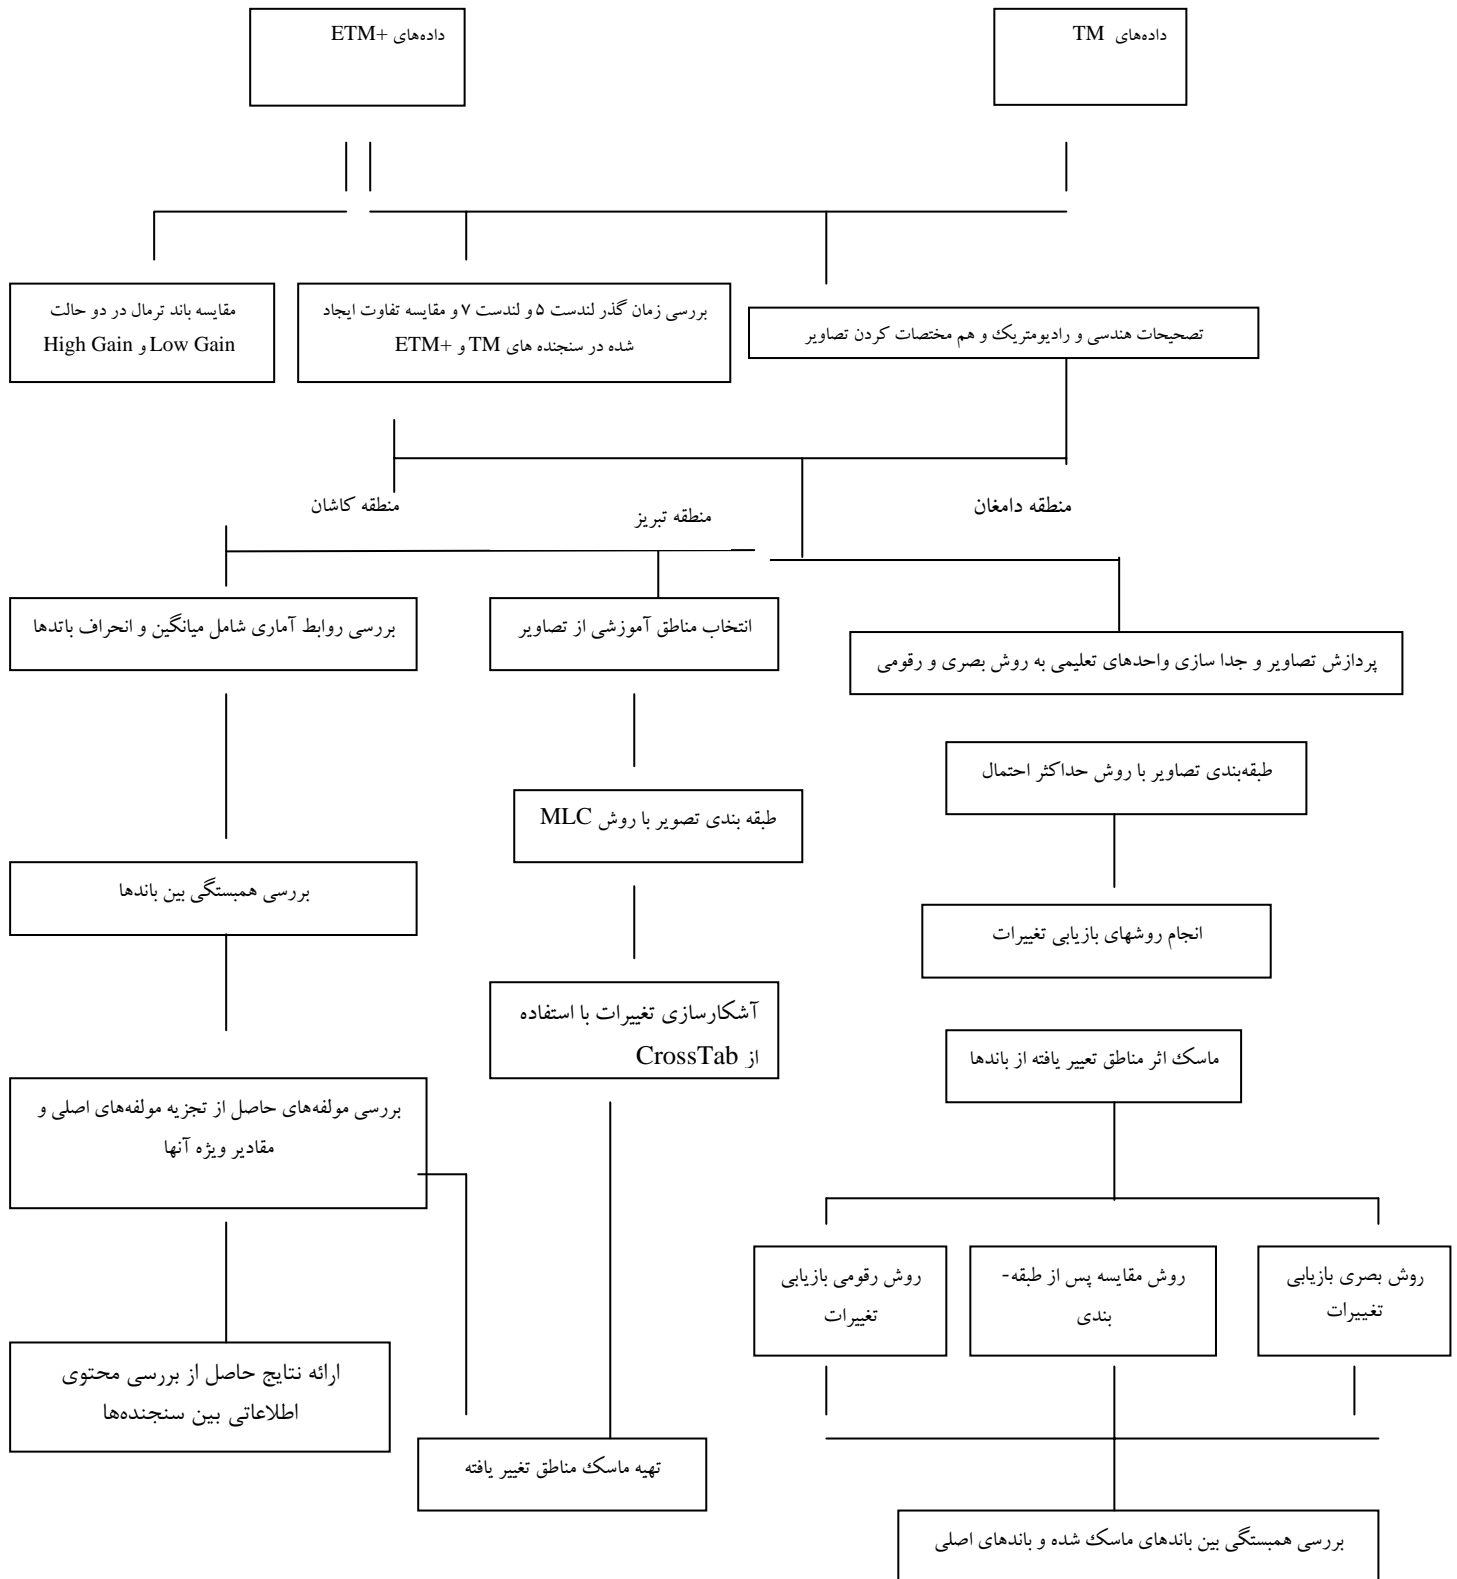 داده‌های TM
داده‌های ETM+
تصحیحات هندسی و رادیومتریک و هم مختصات کردن تصاویر
بررسی زمان گذر لندست ۵ و لندست ۷ و مقایسه تفاوت ایجاد
شده در سنجنده های TM و ETM+
مقایسه باند ترمال در دو حالت
Low Gain و High Gain
منطقه دامغان
منطقه تبریز
منطقه کاشان
پردازش تصاویر و جدا سازی واحدهای تعلیمی به روش بصری و رقومی
انتخاب مناطق آموزشی از تصاویر
بررسی روابط آماری شامل میانگین و انحراف باتدها
طبقه‌بندی تصاویر با روش حداکثر احتمال
طبقه بندی تصویر با روش MLC
بررسی همبستگی بین باندها
انجام روشهای بازیابی تغییرات
آشکارسازی تغییرات با استفاده
از CrossTab
ماسک اثر مناطق تعییر یافته از باندها
بررسی مولفه‌های حاصل از تجزیه مولفه‌های اصلی و
مقادیر ویژه آنها
روش بصری بازیابی
تغییرات
روش مقایسه پس از طبقه-
بندی
روش رقومی بازیابی
تغییرات
ارائه نتایج حاصل از بررسی محتوی
اطلاعاتی بین سنجنده‌ها
تهیه ماسک مناطق تغییر یافته
بررسی همبستگی بین باندهای ماسک شده و باندهای اصلی